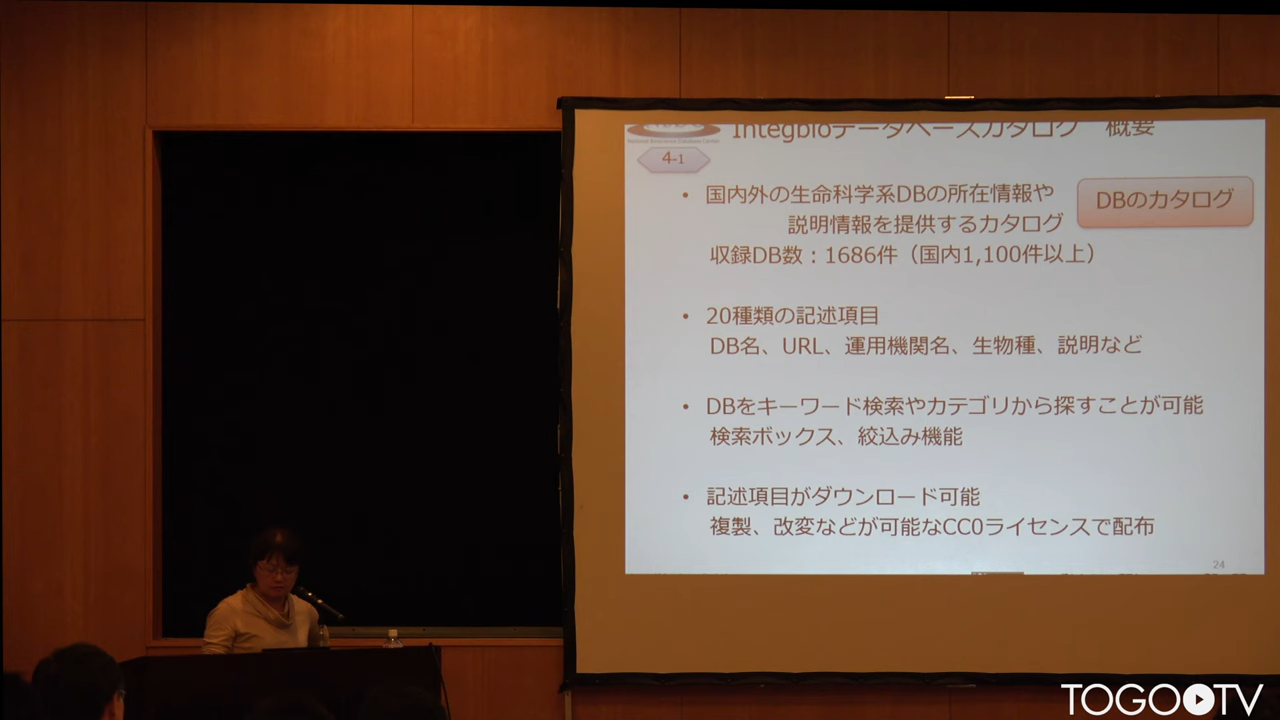 Integbioデータベースカタログ 概要
National Bioscience Database Center
4-1
DBのカタログ
• 国内外の生命科学系DBの所在情報や
説明情報を提供するカタログ
収録DB数：1686件（国内1,100件以上）
• 20種類の記述項目
DB名、URL、運用機関名、生物種、説明など
• DBをキーワード検索やカテゴリから探すことが可能
検索ボックス、絞込み機能
• 記述項目がダウンロード可能
複製、改変などが可能なCC0ライセンスで配布
24
TOGOTV